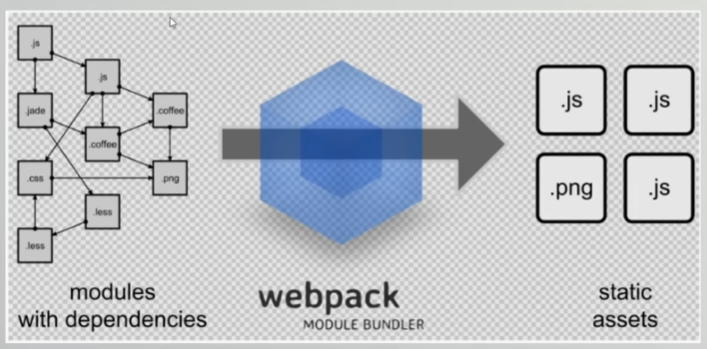 .js
.js
.jade
.coffee
.coffee
.css
.png
.less
.less
modules
with dependencies
webpack
MODULE BUNDLER
.js
.js
.png
.js
static
assets